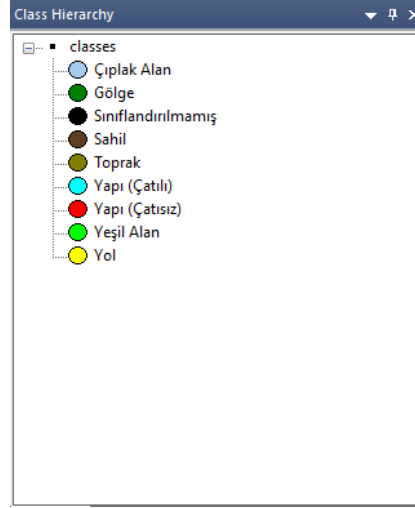 Class Hierarchy
classes
Çıplak Alan
Gölge
Sınıflandırılmamış
Sahil
Toprak
Yapı (Çatılı)
Yapı (Çatısız)
Yeşil Alan
Yol